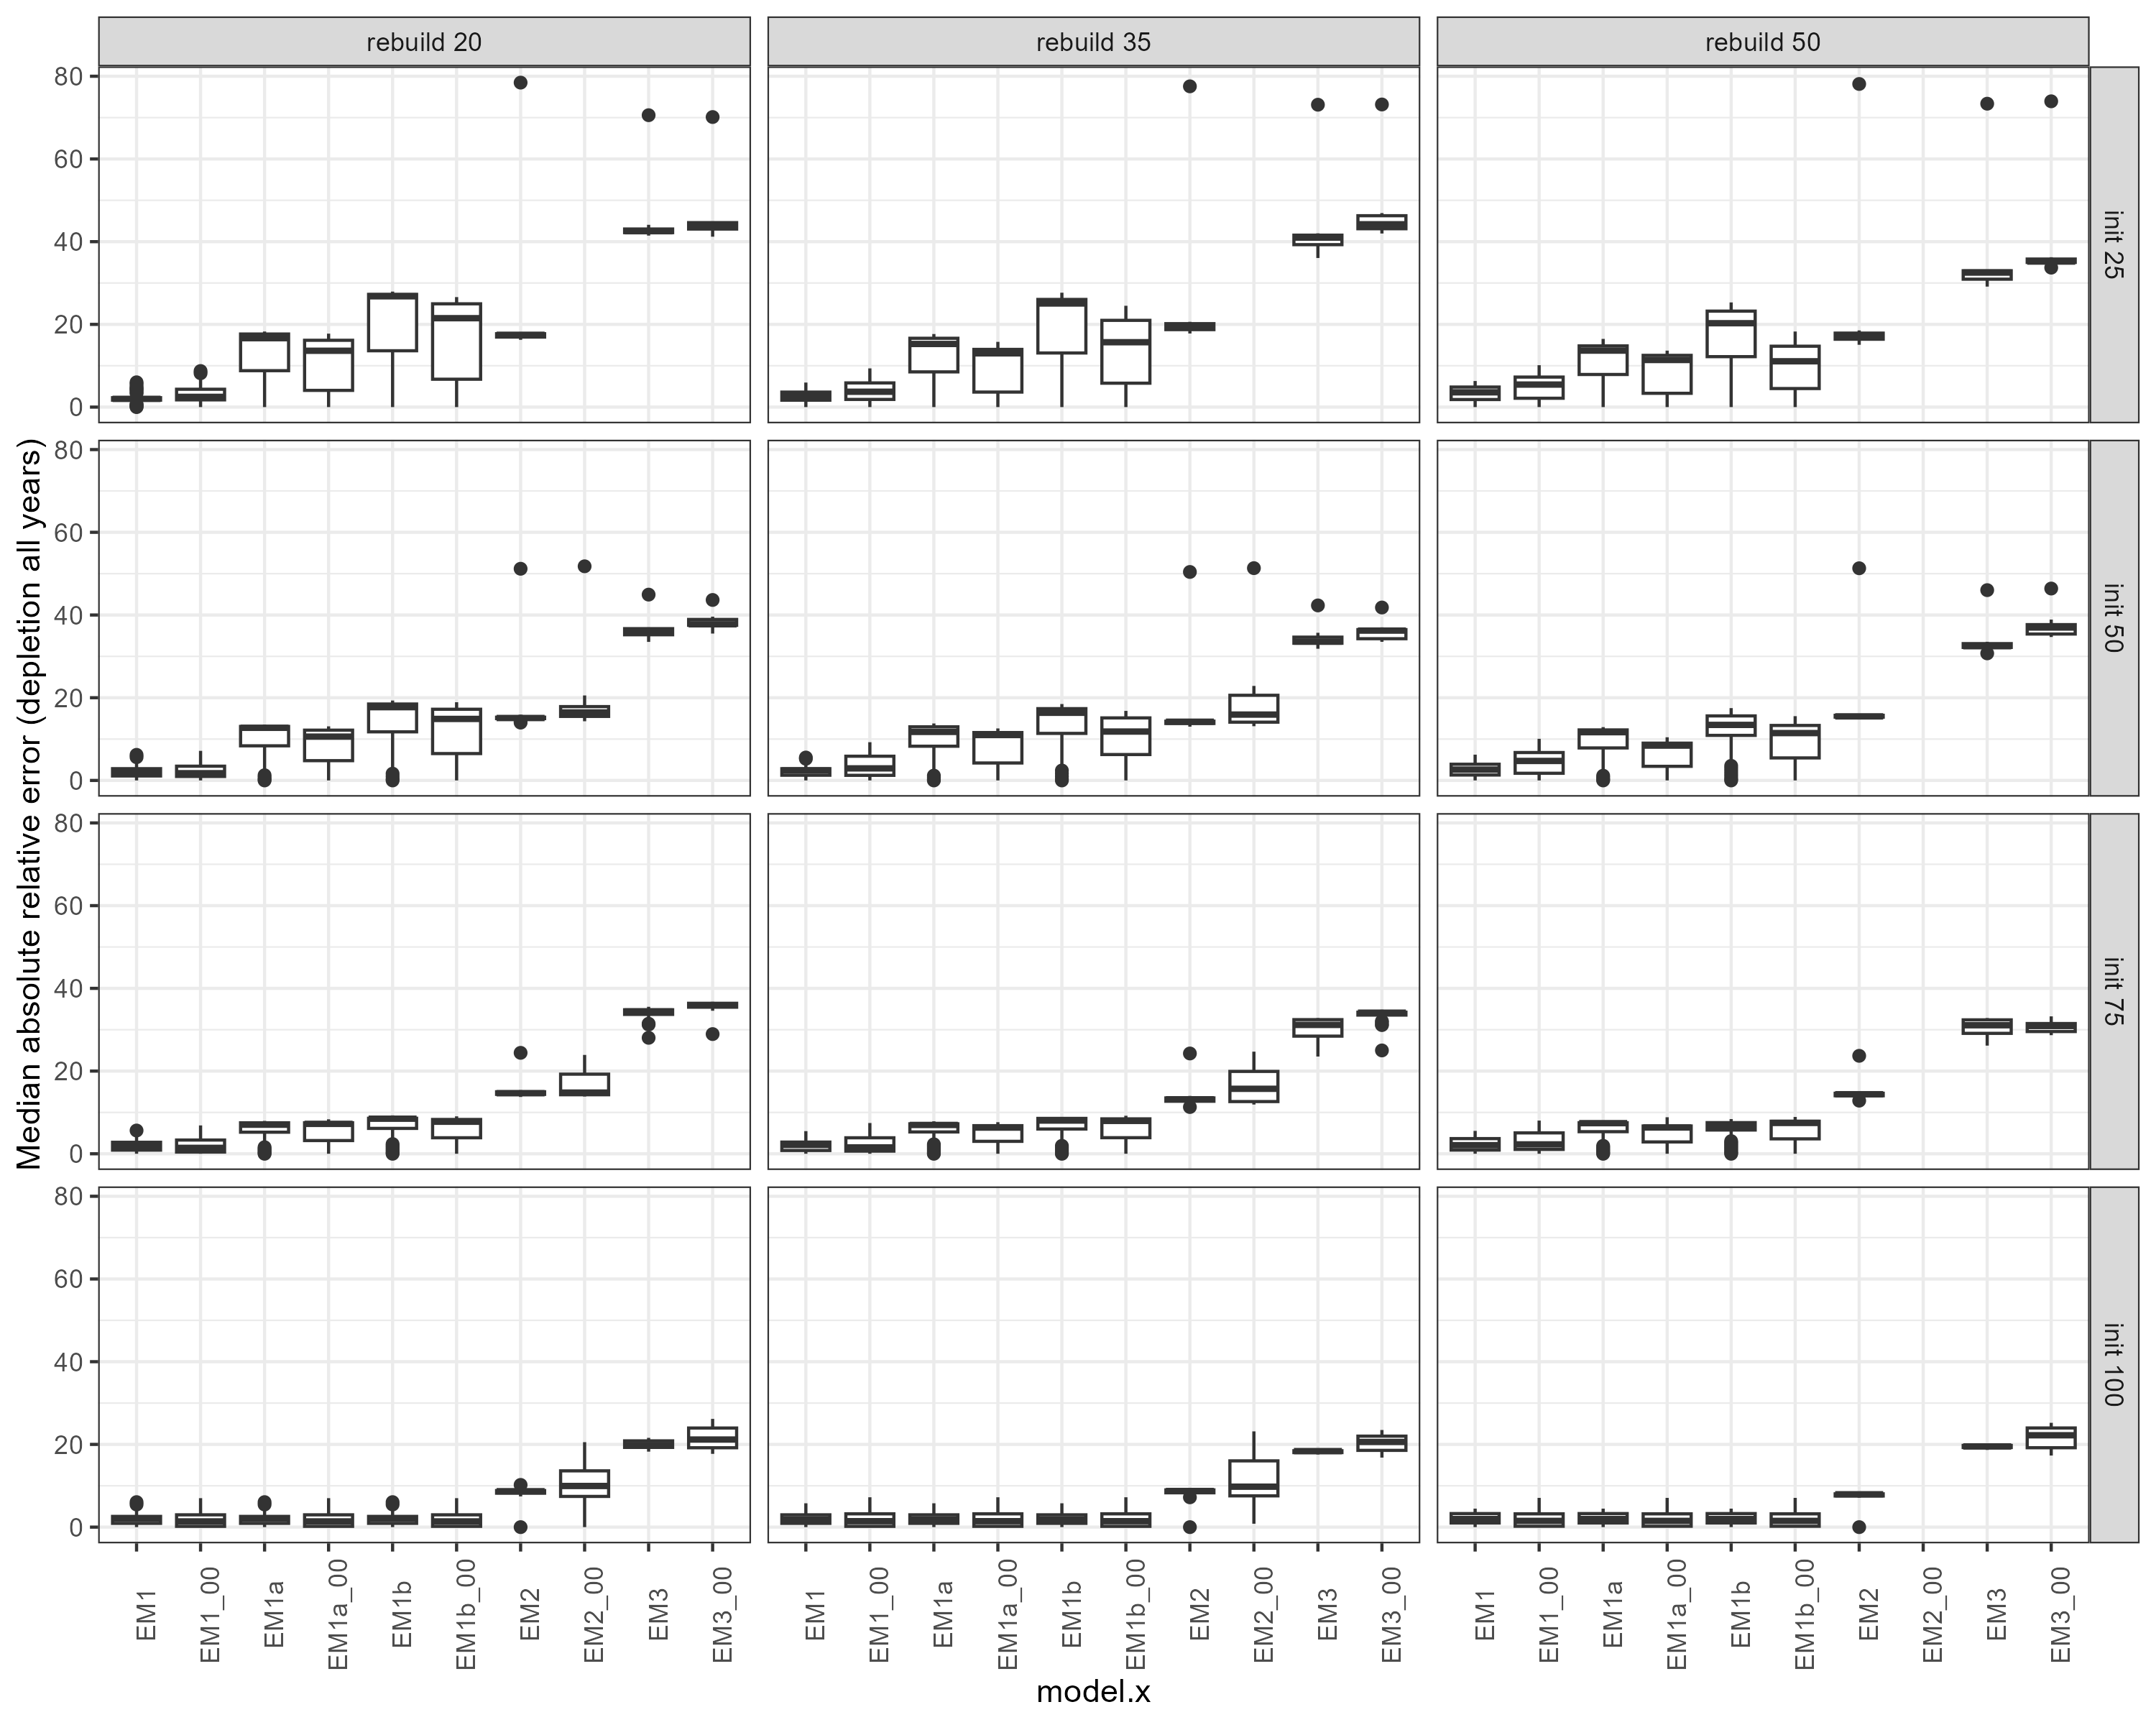 rebuild 20
rebuild 35
rebuild 50
Median absolute relative error (depletion all years)
80
60
40
20
0
init 25
80
60
40
20
0
init 50
80
60
40
20
0
init 75
80
60
40
20
0
init 100
EM1
EM1_00
EM1a
EM1a_00
EM1b
EM1b_00
EM2
EM2_00
EM3
EM3_00
EM1
EM1_00
EM1a
EM1a_00
EM1b
EM1b_00
EM2
EM2_00
EM3
EM3_00
EM1
EM1_00
EM1a
EM1a_00
EM1b
EM1b_00
EM2
EM2_00
EM3
EM3_00
model.x